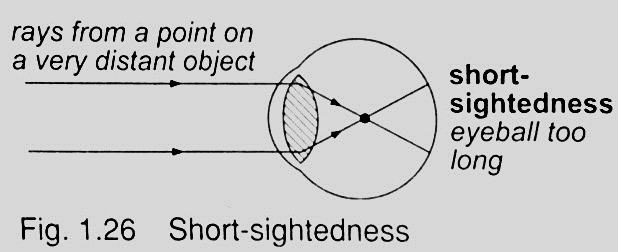 rays from a point on
a very distant object
short-
sightedness
eyeball too
long
Fig. 1.26 Short-sightedness